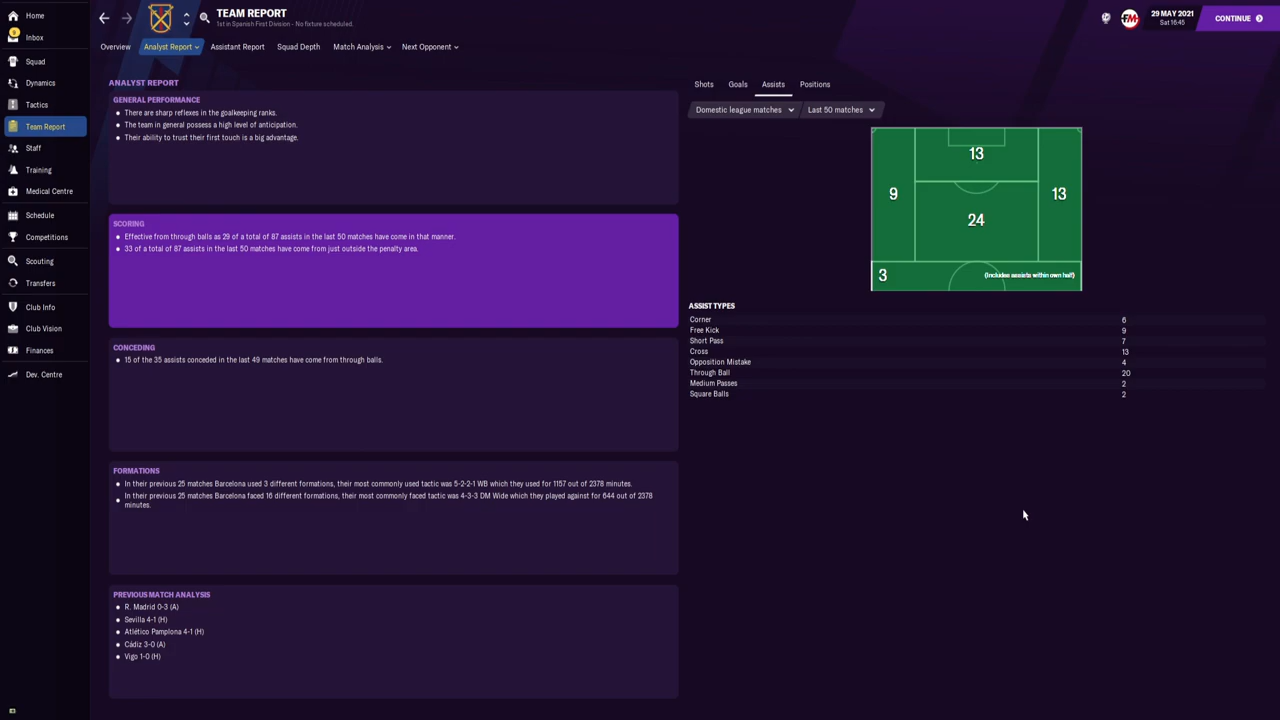 Home
Inbox
Squad
Dynamics
Tactics
Team Report
Staff
Training
Medical Centre
Schedule
Competitions
Scouting
Transfers
Club Info
Club Vision
Finances
Dev. Centre
TEAM REPORT
1st in Spanish First Division - No fixture scheduled.
FM
29 MAY 2021
Sat 16:45
CONTINUE
Overview
Analyst Report
Assistant Report
Squad Depth
Match Analysis
Next Opponent
ANALYST REPORT
GENERAL PERFORMANCE
There are sharp reflexes in the goalkeeping ranks.
The team in general possess a high level of anticipation.
Their ability to trust their first touch is a big advantage.
SCORING
Effective from through balls as 29 of a total of 87 assists in the last 50 matches have come in that manner.
33 of a total of 87 assists in the last 50 matches have come from just outside the penalty area.
CONCEDING
15 of the 35 assists conceded in the last 49 matches have come from through balls.
FORMATIONS
In their previous 25 matches Barcelona used 3 different formations, their most commonly used tactic was 5-2-2-1 WB which they used for 1157 out of 2378 minutes.
In their previous 25 matches Barcelona faced 16 different formations, their most commonly faced tactic was 4-3-3 DM Wide which they played against for 644 out of 2378
minutes.
PREVIOUS MATCH ANALYSIS
R. Madrid 0-3 (A)
Sevilla 4-1 (H)
Atlético Pamplona 4-1 (H)
Cádiz 3-0 (A)
Vigo 1-0 (H)
Shots
Goals
Assists
Positions
Domestic league matches
Last 50 matches
13
9
13
24
3
(Includes assists within own half)
ASSIST TYPES
Corner 6
Free Kick 9
Short Pass 7
Cross 13
Opposition Mistake 4
Through Ball 20
Medium Passes 2
Square Balls 2